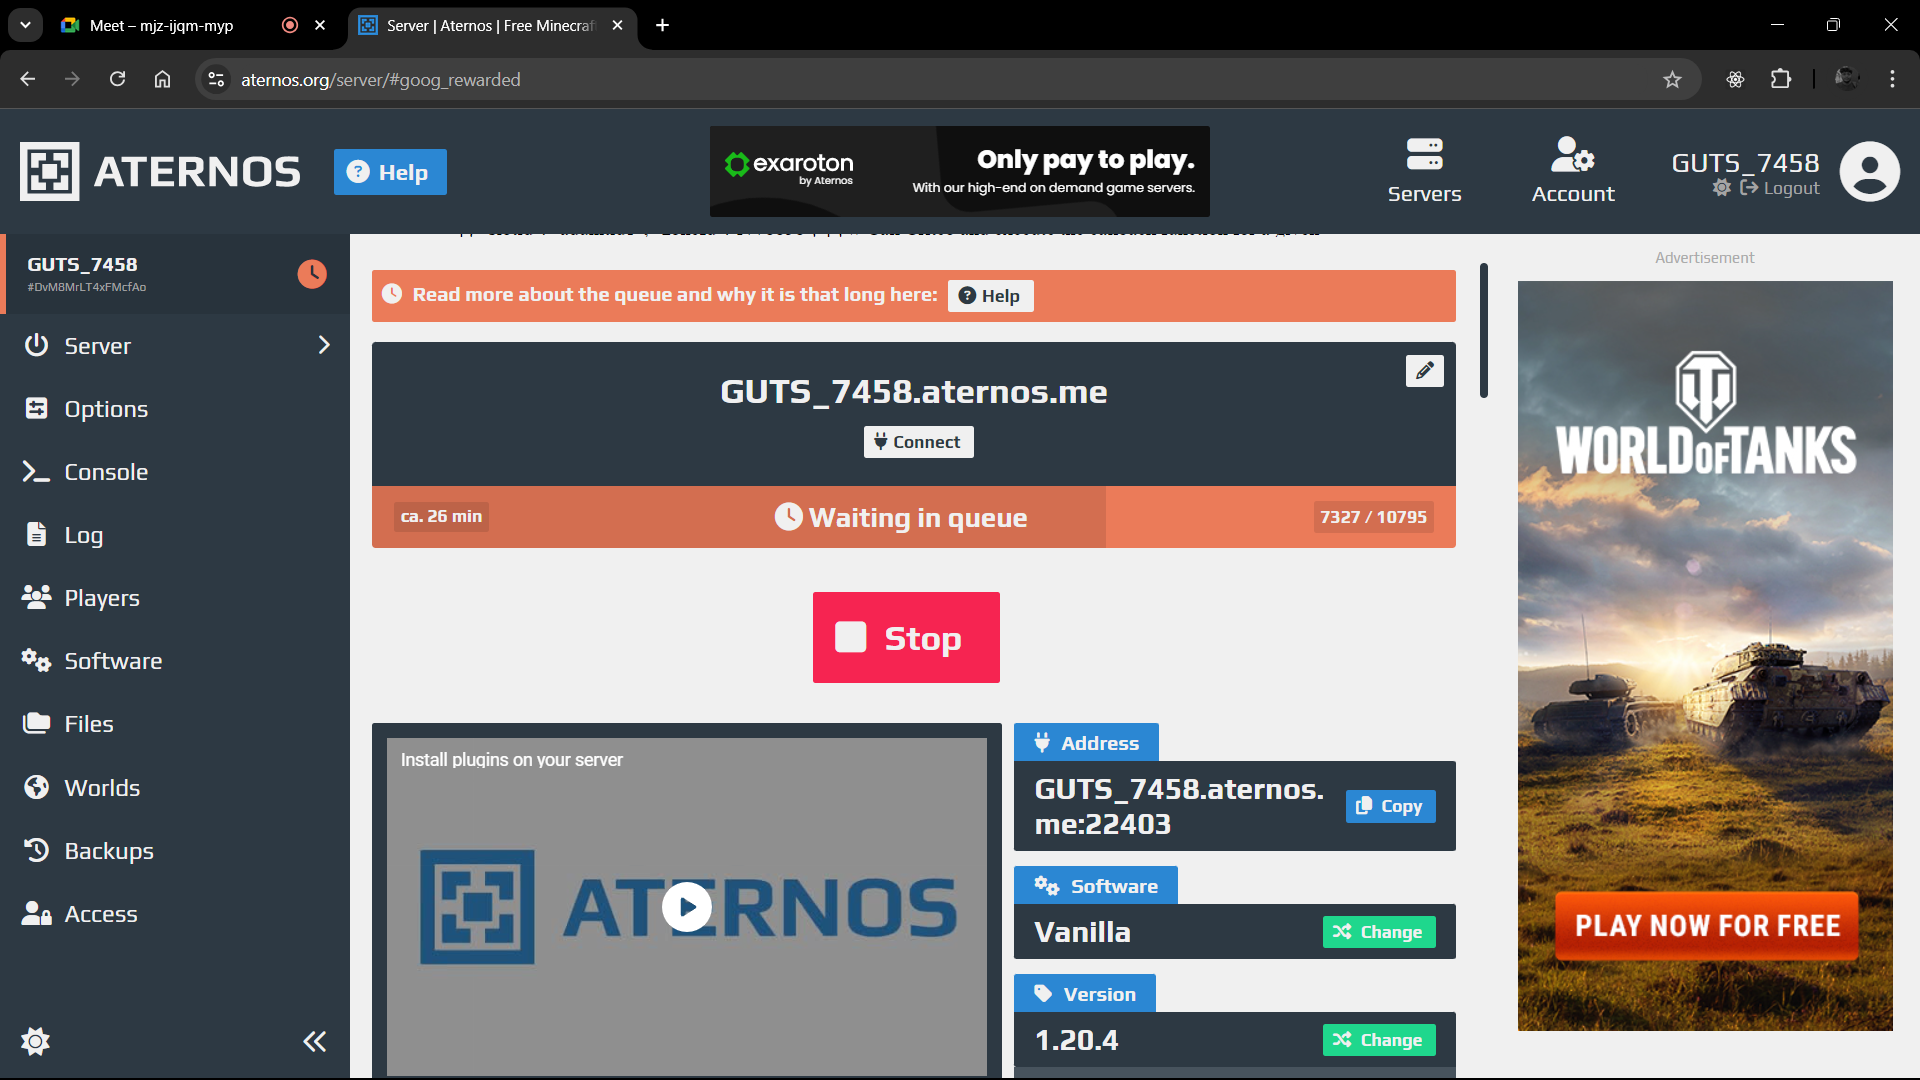 Meet – mjz-ijqm-myp
Server | Aternos | Free Minecraf
aternos.org/server/#goog_rewarded
ATERNOS
Help
exaroton
by Aternos
Only pay to play.
With our high-end on demand game servers.
Servers
Account
GUTS_7458
Logout
GUTS_7458
#DvM8MrLT4xFMcfAo
Server
Options
Console
Log
Players
Software
Files
Worlds
Backups
Access
Read more about the queue and why it is that long here:
Help
GUTS_7458.aternos.me
Connect
ca. 26 min
Waiting in queue
7327 / 10795
Stop
Install plugins on your server
ATERNOS
Address
GUTS_7458.aternos.
me:22403
Copy
Software
Vanilla
Change
Version
1.20.4
Change
Advertisement
WORLD OF TANKS
PLAY NOW FOR FREE